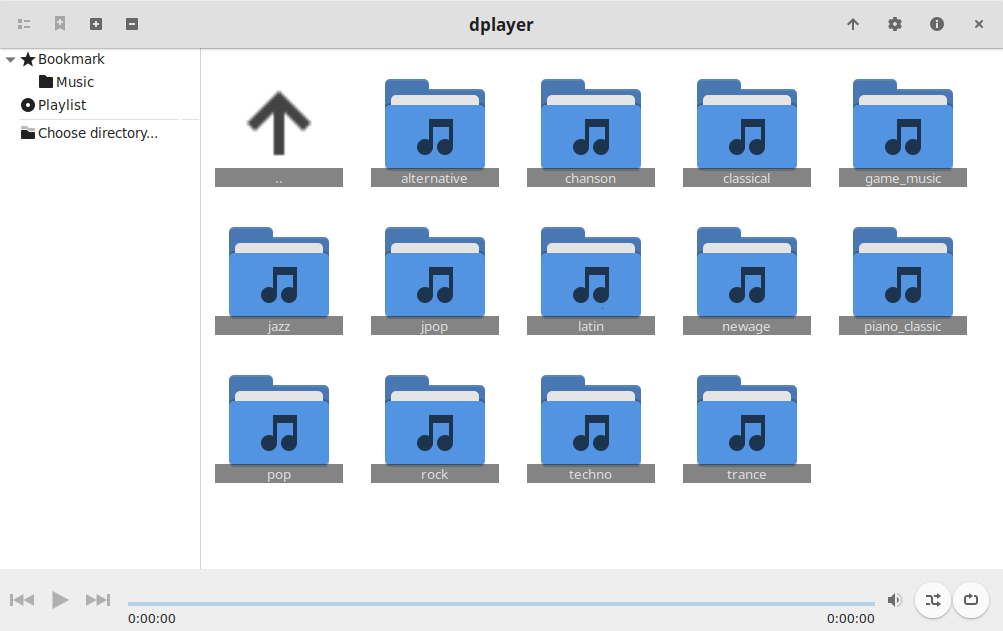 dplayer
Bookmark
Music
Playlist
Choose directory...
..
alternative
chanson
classical
game_music
jazz
jpop
latin
newage
piano_classic
pop
rock
techno
trance
0:00:00
0:00:00